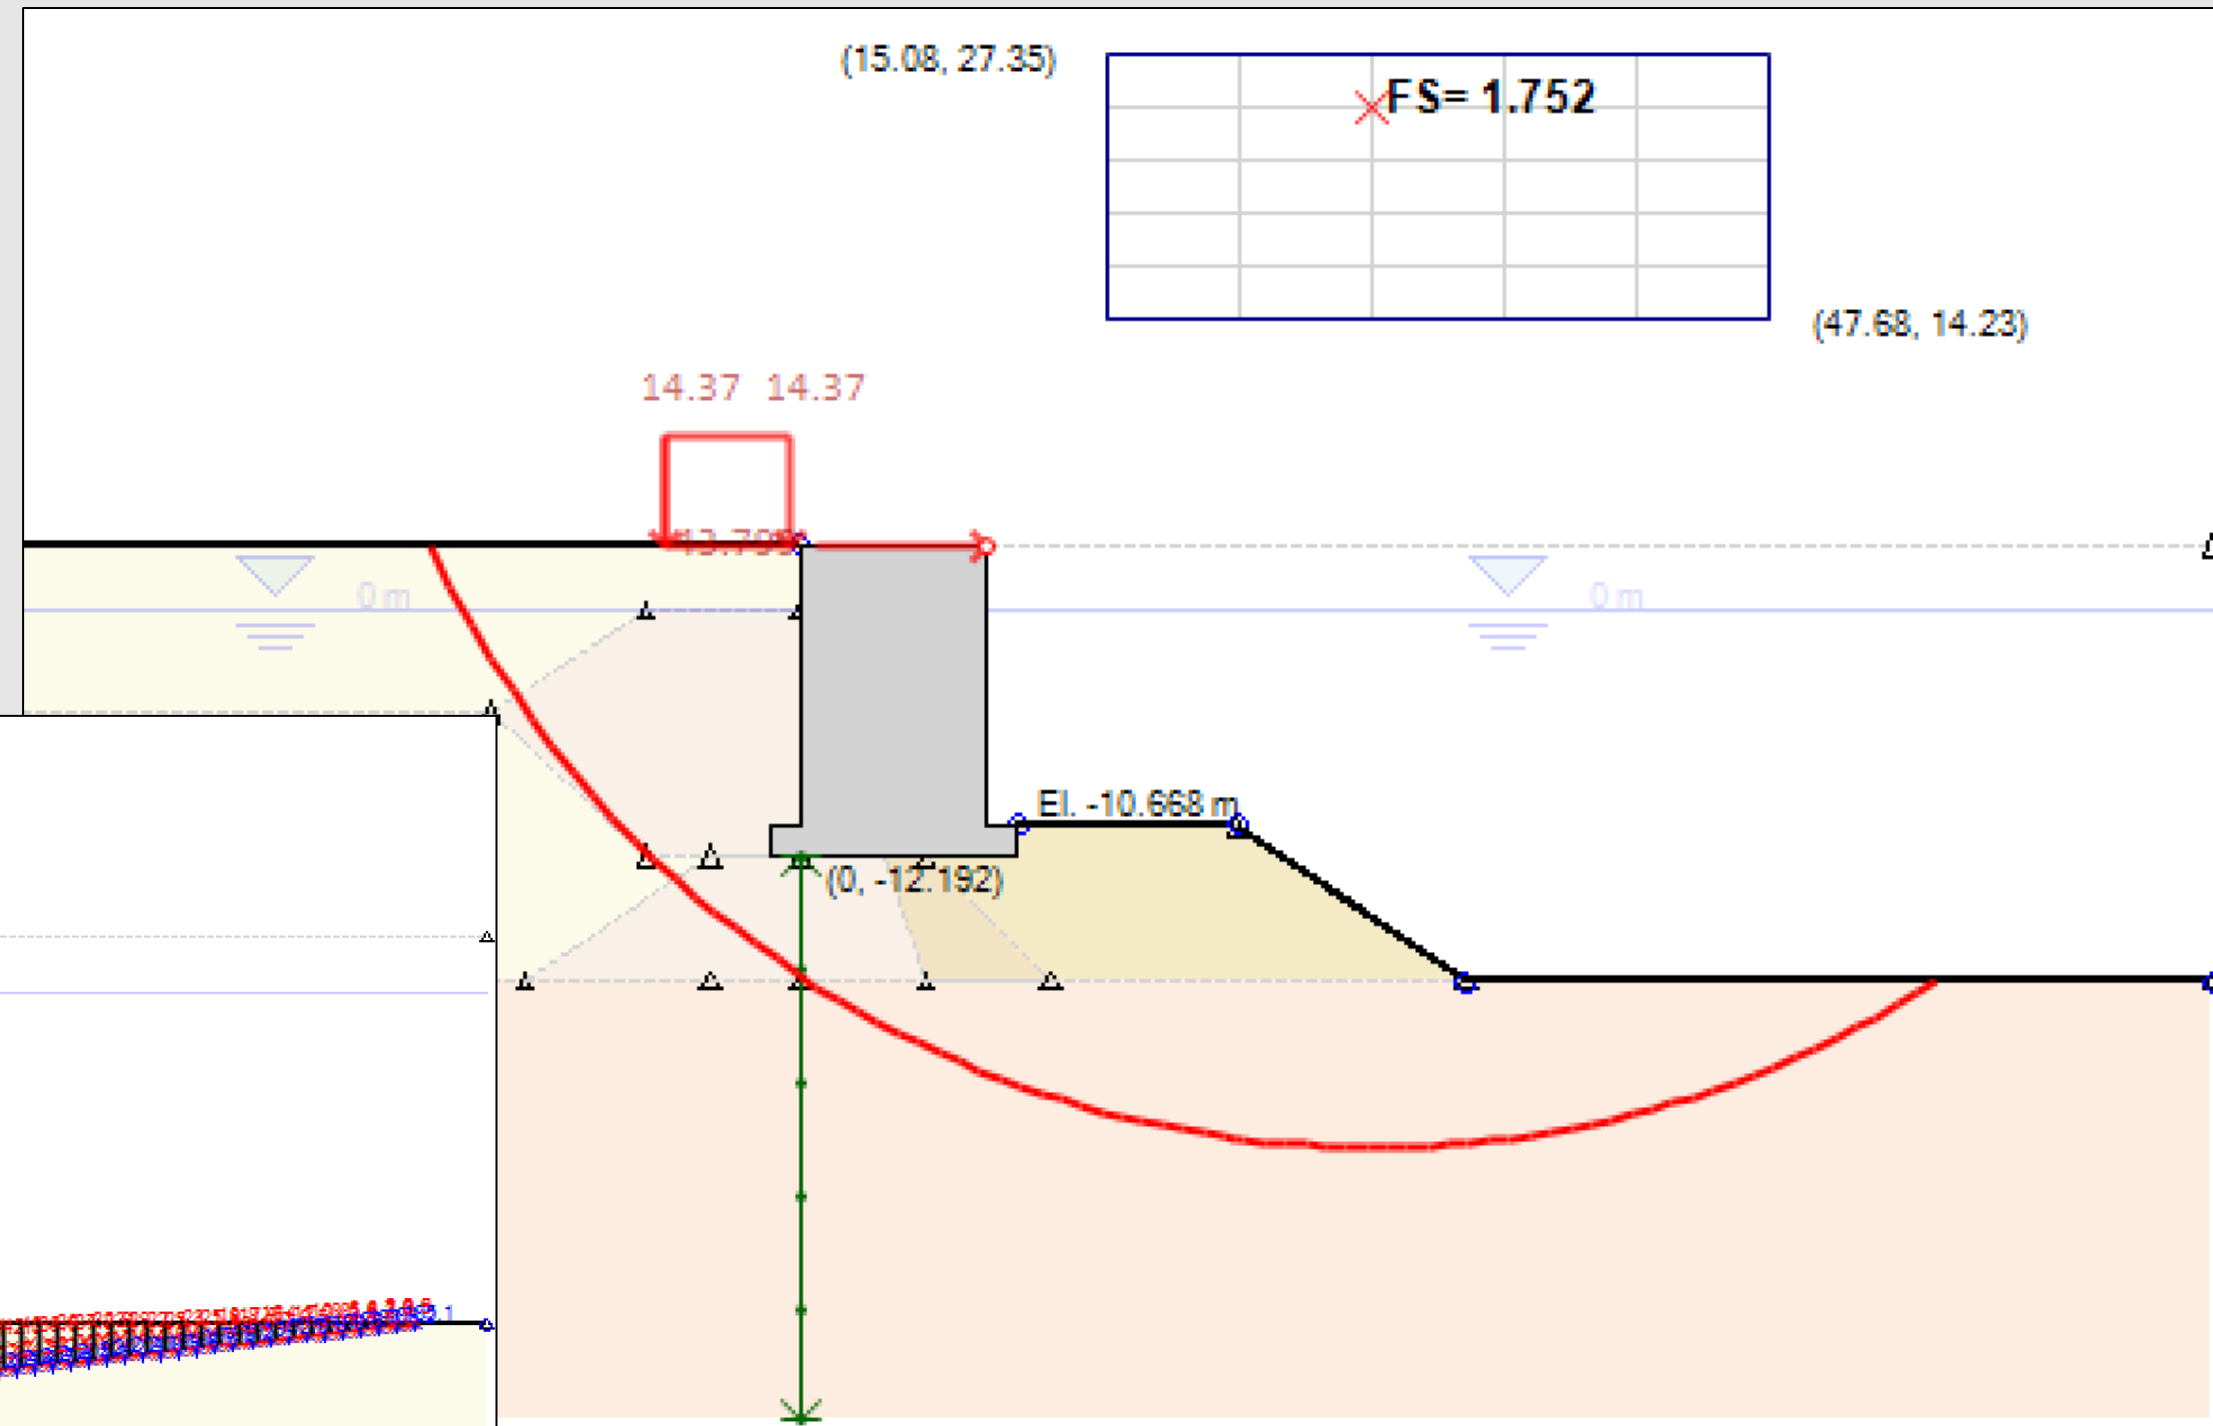 (15.08, 27.35)
FS= 1.752
(47.68, 14.23)
14.37 14.37
0 m
0 m
El. -10.668 m
(0, -12.192)